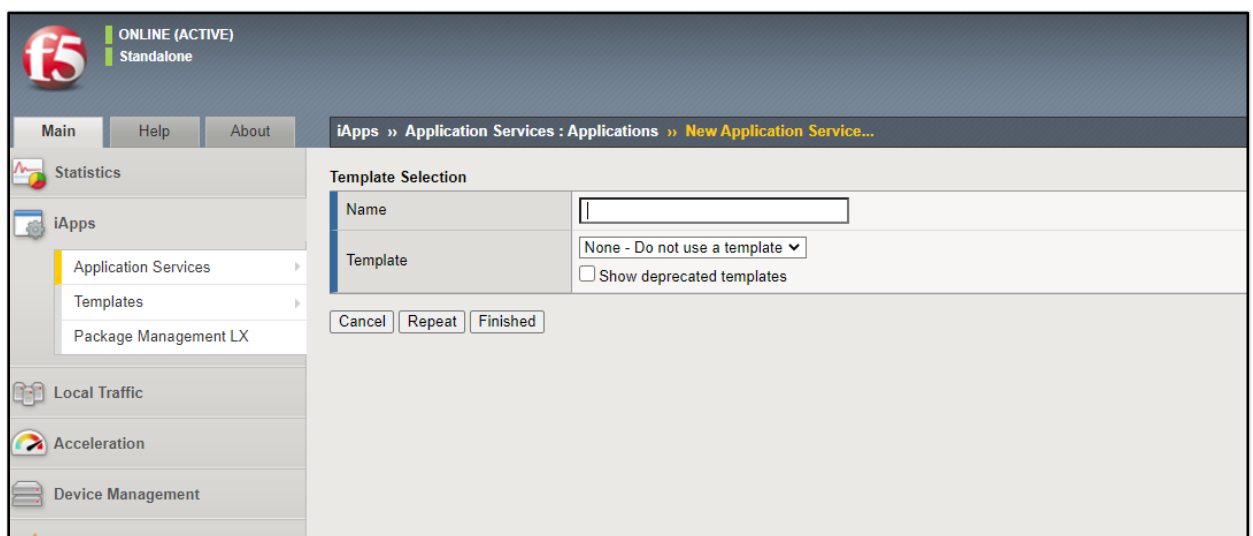 f5
ONLINE (ACTIVE)
Standalone
Main
Help
About
iApps ›› Application Services : Applications ›› New Application Service...
Statistics
iApps
Application Services
Templates
Package Management LX
Local Traffic
Acceleration
Device Management
Template Selection
Name
Template
None - Do not use a template
Show deprecated templates
Cancel Repeat Finished